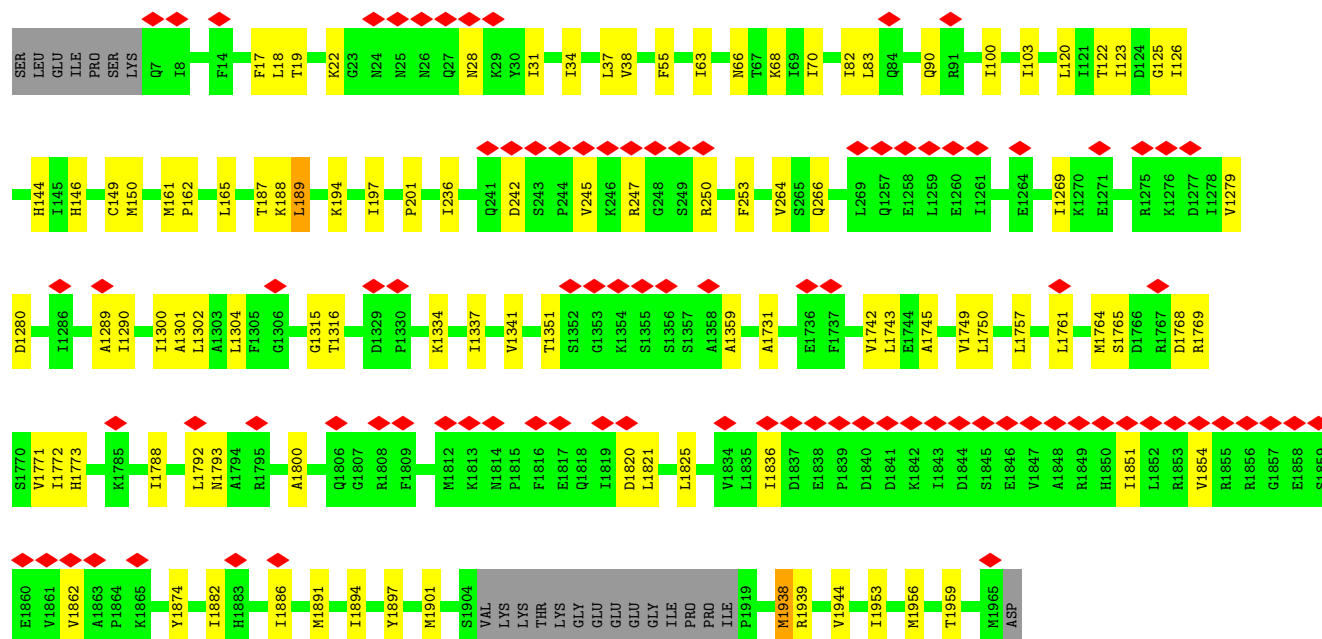 SER LEU GLU ILE PRO SER LYS Q7 I8 F14 F17 L18 T19 K22 G23 N24 N25 N26 Q27 N28 K29 Y30 I31 I34 L37 V38 F55 I63 N66 T67 K68 I69 I70 I82 L83 Q84 Q90 R91 I100 I103 L120 I121 T122 I123 D124 G125 I126
H144 I145 H146 C149 M150 M161 P162 L165 T187 K188 L189 K194 I197 P201 I236 Q241 D242 S243 P244 V245 K246 R247 G248 S249 R250 F253 V264 S265 Q266 L269 Q1257 E1258 L1259 E1260 I1261 E1264 I1269 K1270 E1271 R1275 K1276 D1277 I1278 V1279
D1280 I1286 A1289 I1290 I1300 A1301 L1302 A1303 L1304 F1305 G1306 G1315 T1316 D1329 P1330 K1334 I1337 V1341 T1351 S1352 G1353 K1354 S1355 S1356 S1357 A1358 A1359 A1731 E1736 F1737 V1742 L1743 E1744 A1745 V1749 L1750 L1757 L1761 M1764 S1765 D1766 R1767 D1768 R1769
S1770 V1771 I1772 H1773 K1785 I1788 L1792 N1793 A1794 R1795 A1800 Q1806 G1807 R1808 F1809 M1812 K1813 N1814 P1815 F1816 E1817 Q1818 I1819 D1820 L1821 L1825 V1834 L1835 I1836 D1837 E1838 P1839 D1840 D1841 K1842 I1843 D1844 S1845 E1846 V1847 A1848 R1849 H1850 I1851 L1852 R1853 V1854 R1855 R1856 G1857 E1858 S1859
E1860 V1861 V1862 A1863 P1864 K1865 Y1874 I1882 H1883 I1886 M1891 I1894 Y1897 M1901 S1904 VAL LYS LYS THR LYS GLY GLU GLU GLU GLY ILE PRO PRO ILE P1919 M1938 R1939 V1944 I1953 M1956 T1959 M1965 ASP